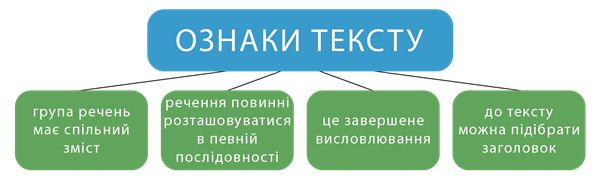 ОЗНАКИ ТЕКСТУ
група речень
має спільний
зміст
речення повинні
розташовуватися
в певній
послідовності
це завершене
висловлювання
до тексту
можна підібрати
заголовок